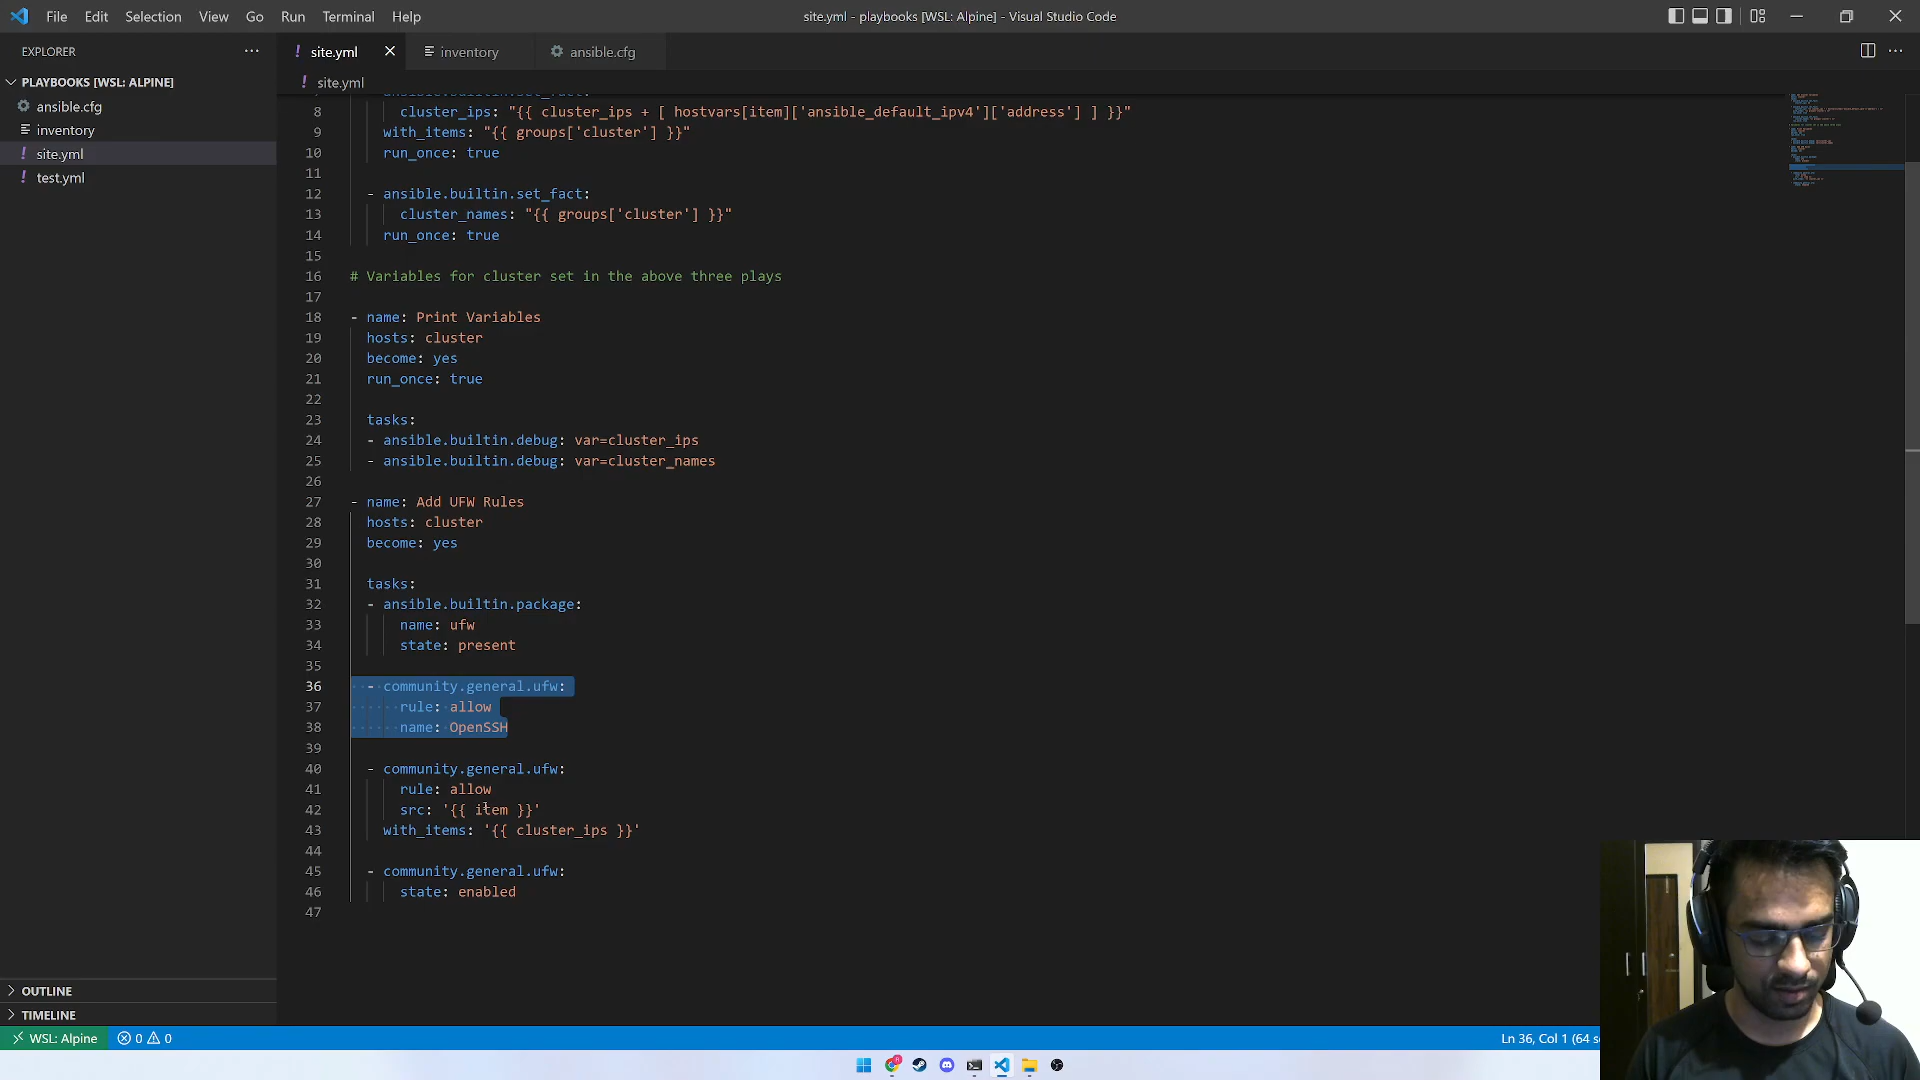 File Edit Selection View Go Run Terminal Help
site.yml - playbooks [WSL: Alpine] - Visual Studio Code
EXPLORER
PLAYBOOKS [WSL: ALPINE]
ansible.cfg
inventory
site.yml
test.yml
OUTLINE
TIMELINE
! site.yml
inventory
ansible.cfg
! site.yml
8 cluster_ips: "{{ cluster_ips + [ hostvars[item]['ansible_default_ipv4']['address'] ] }}"
9 with_items: "{{ groups['cluster'] }}"
10 run_once: true
11
12 - ansible.builtin.set_fact:
13 cluster_names: "{{ groups['cluster'] }}"
14 run_once: true
15
16 # Variables for cluster set in the above three plays
17
18 - name: Print Variables
19 hosts: cluster
20 become: yes
21 run_once: true
22
23 tasks:
24 - ansible.builtin.debug: var=cluster_ips
25 - ansible.builtin.debug: var=cluster_names
26
27 - name: Add UFW Rules
28 hosts: cluster
29 become: yes
30
31 tasks:
32 - ansible.builtin.package:
33 name: ufw
34 state: present
35
36 - community.general.ufw:
37 rule: allow
38 name: OpenSSH
39
40 - community.general.ufw:
41 rule: allow
42 src: '{{ item }}'
43 with_items: '{{ cluster_ips }}'
44
45 - community.general.ufw:
46 state: enabled
47
WSL: Alpine 0 0
Ln 36, Col 1 (64